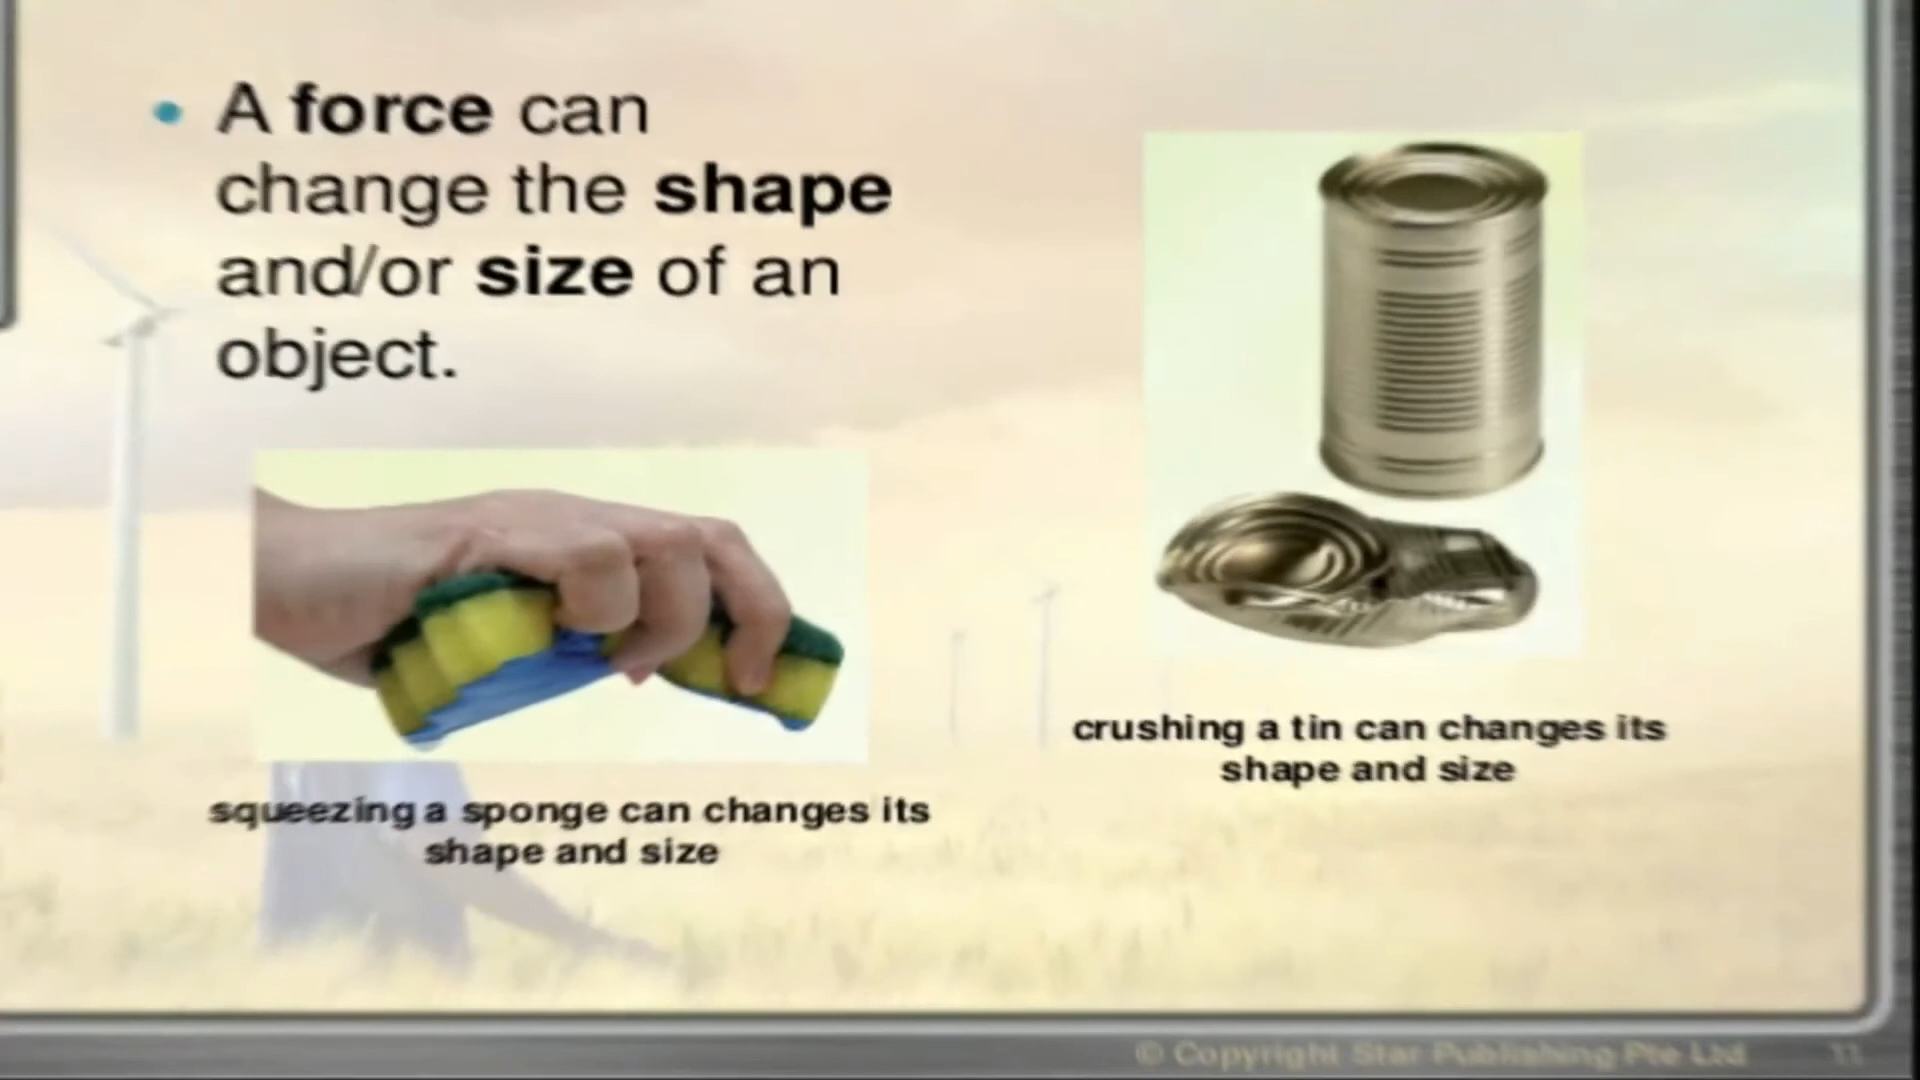 • A force can
change the shape
and/or size of an
object.
squeezing a sponge can changes its
shape and size
crushing a tin can changes its
shape and size
© Copyright Star Publishing Pte Ltd
11